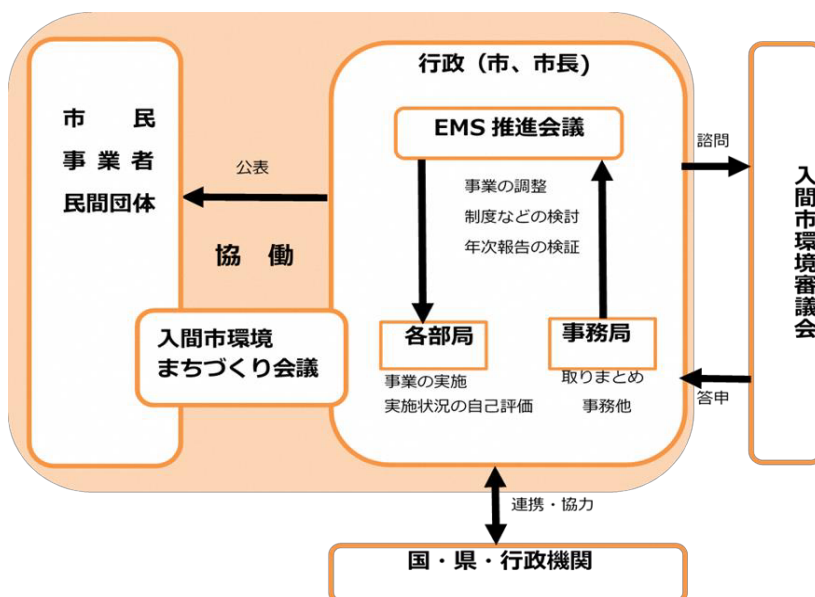 行政（市、市長）
市　民
事 業 者
民間団体
公表
協　働
入間市環境
まちづくり会議
EMS 推進会議
事業の調整
制度などの検討
年次報告の検証
各部局
事業の実施
実施状況の自己評価
事務局
取りまとめ
事務他
諮問
答申
入間市環境審議会
連携・協力
国・県・行政機関